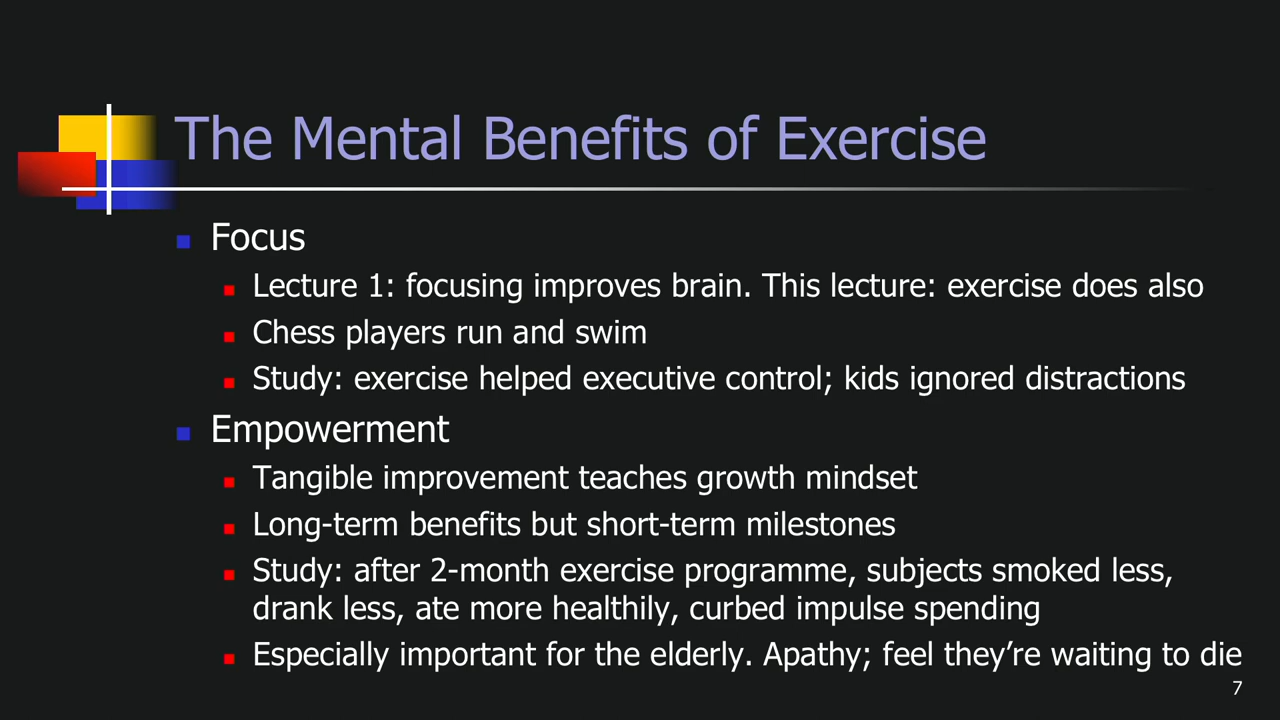 The Mental Benefits of Exercise
Focus
Lecture 1: focusing improves brain. This lecture: exercise does also
Chess players run and swim
Study: exercise helped executive control; kids ignored distractions
Empowerment
Tangible improvement teaches growth mindset
Long-term benefits but short-term milestones
Study: after 2-month exercise programme, subjects smoked less,
drank less, ate more healthily, curbed impulse spending
Especially important for the elderly. Apathy; feel they’re waiting to die
7